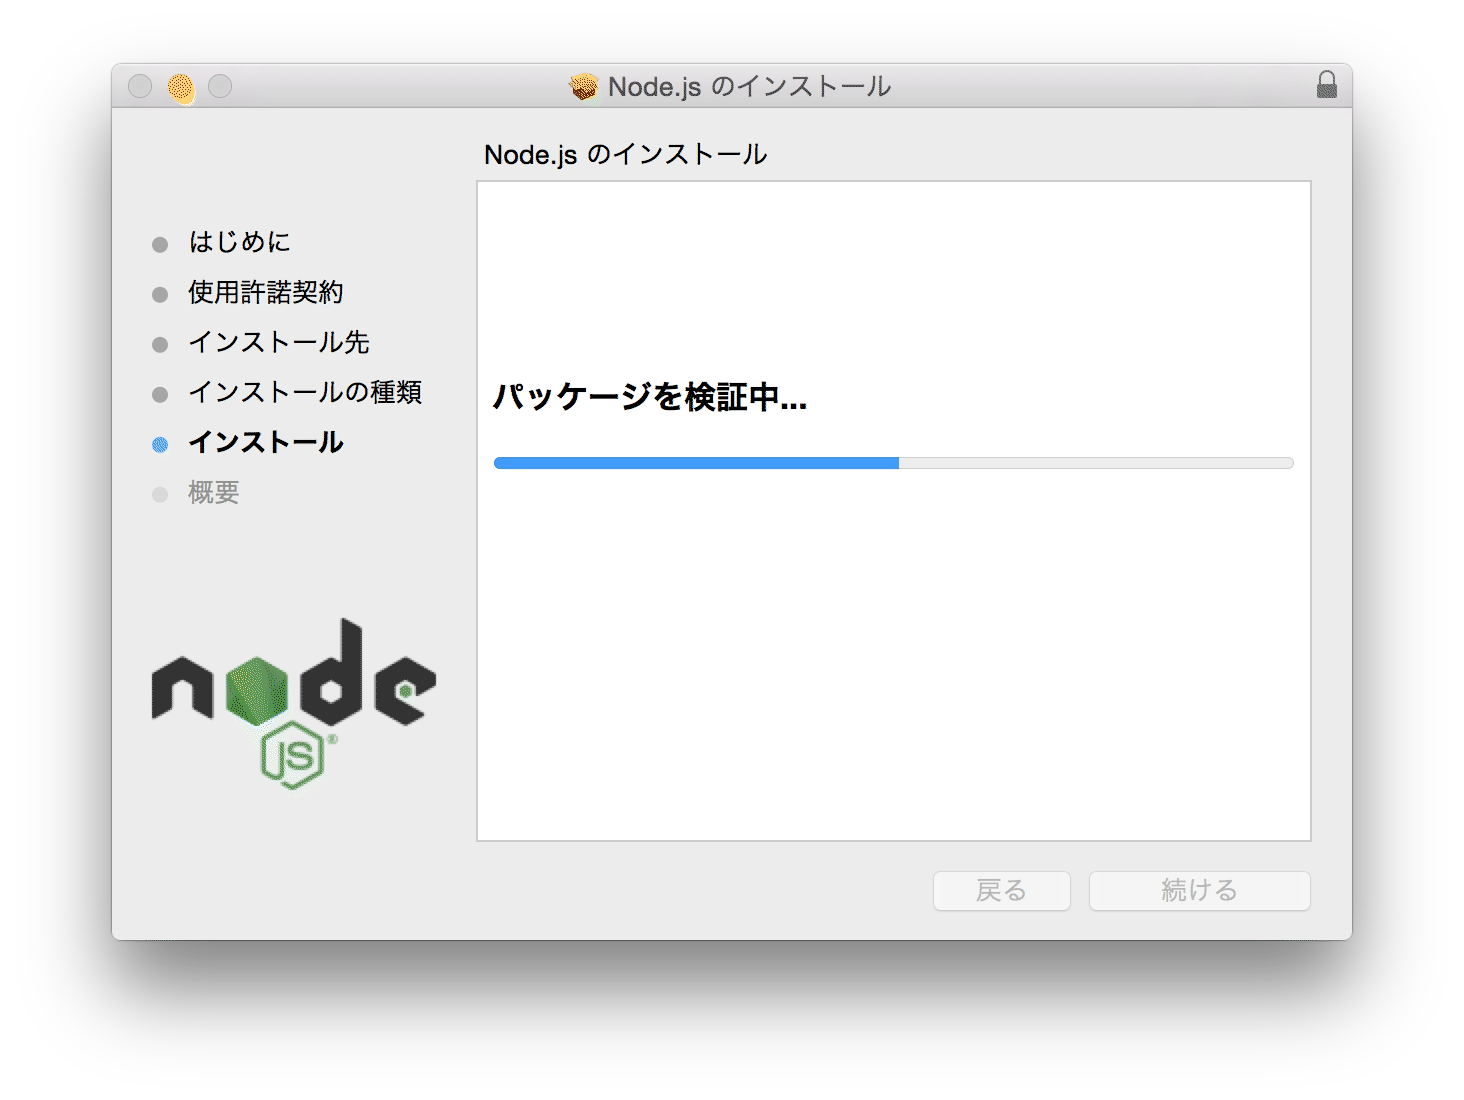 Node.js のインストール
Node.js のインストール
はじめに
使用許諾契約
インストール先
インストールの種類
インストール
概要
パッケージを検証中...
node
JS®
戻る
続ける